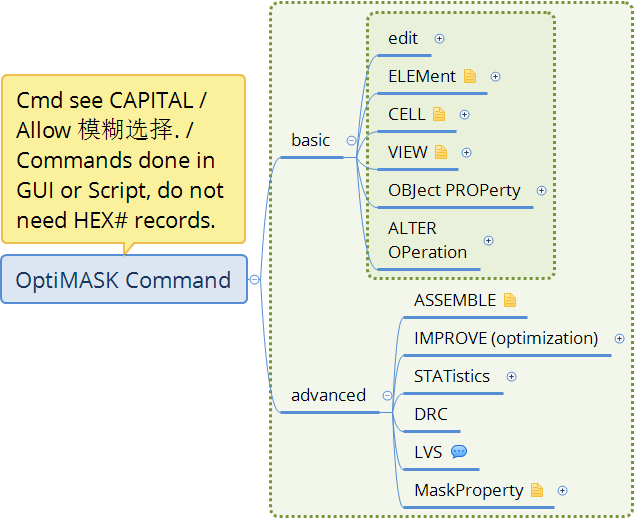 Cmd see CAPITAL /
Allow 模糊选择. /
Commands done in
GUI or Script, do not
need HEX# records.
OptiMASK Command
basic
edit
ELEMent
CELL
VIEW
OBJect PROPerty
ALTER
OPeration
advanced
ASSEMBLE
IMPROVE (optimization)
STATistics
DRC
LVS
MaskProperty